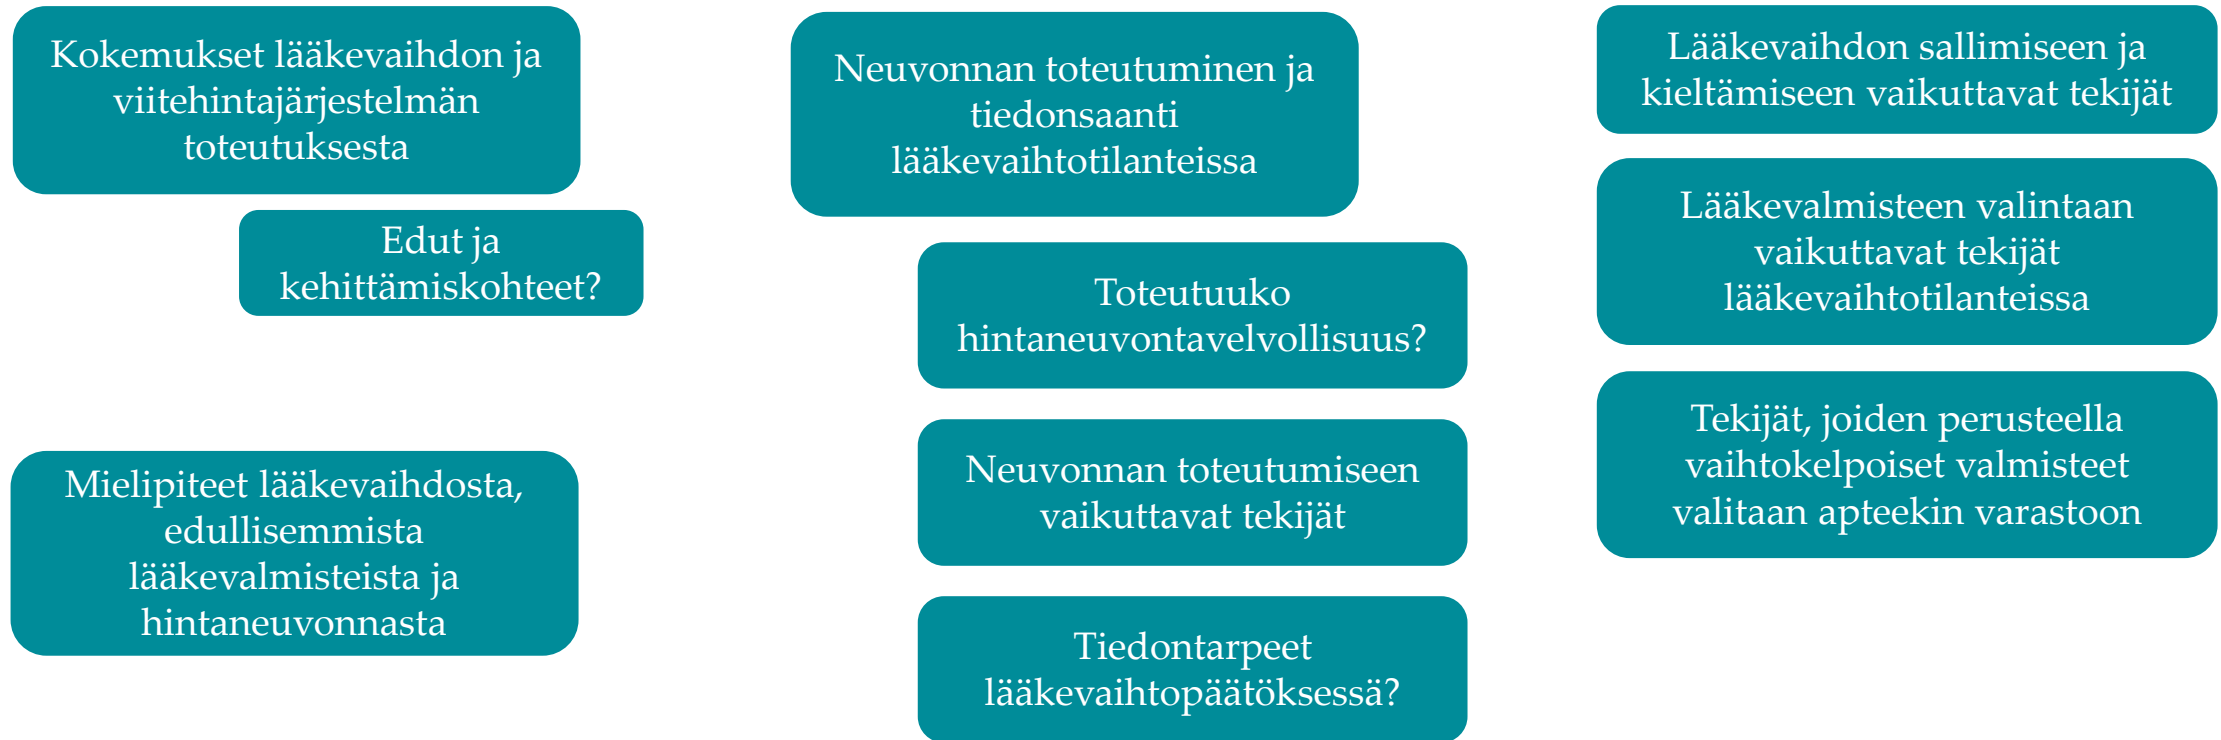 Kokemukset lääkevaihdon ja
viitehintajärjestelmän
toteutuksesta
Edut ja
kehittämiskohteet?
Mielipiteet lääkevaihdosta,
edullisemmista
lääkevalmisteista ja
hintaneuvonnasta
Neuvonnan toteutuminen ja
tiedonsaanti
lääkevaihtotilanteissa
Toteutuuko
hintaneuvontavelvollisuus?
Neuvonnan toteutumiseen
vaikuttavat tekijät
Tiedontarpeet
lääkevaihtopäätöksessä?
Lääkevaihdon sallimiseen ja
kieltämiseen vaikuttavat tekijät
Lääkevalmisteen valintaan
vaikuttavat tekijät
lääkevaihtotilanteissa
Tekijät, joiden perusteella
vaihtokelpoiset valmisteet
valitaan apteekin varastoon